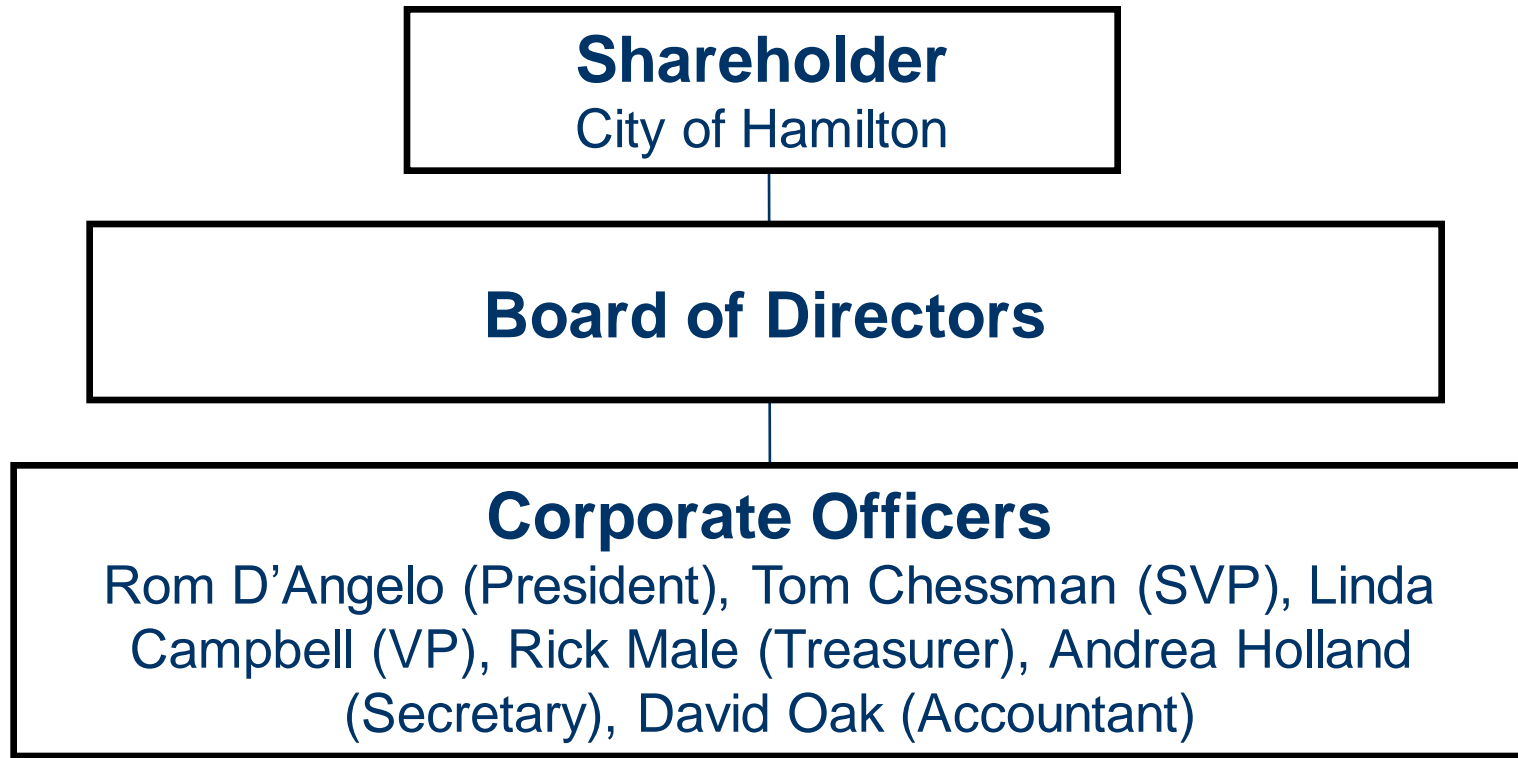 Shareholder
City of Hamilton
Board of Directors
Corporate Officers
Rom D’Angelo (President), Tom Chessman (SVP), Linda
Campbell (VP), Rick Male (Treasurer), Andrea Holland
(Secretary), David Oak (Accountant)